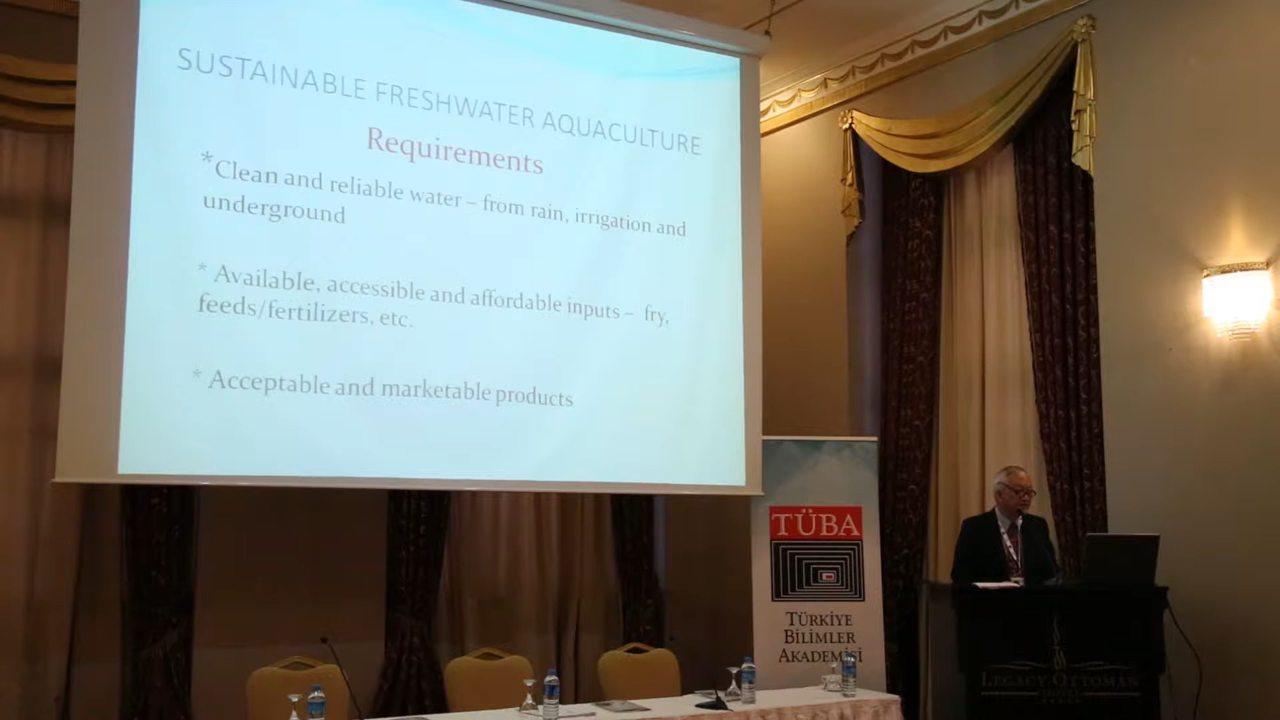 SUSTAINABLE FRESHWATER AQUACULTURE
Requirements
*Clean and reliable water – from rain, irrigation and
underground
* Available, accessible and affordable inputs – fry,
feeds/fertilizers, etc.
* Acceptable and marketable products
TÜBA
TÜRKİYE
BİLİMLER
AKADEMİSİ
LEGACY OTTOMAN